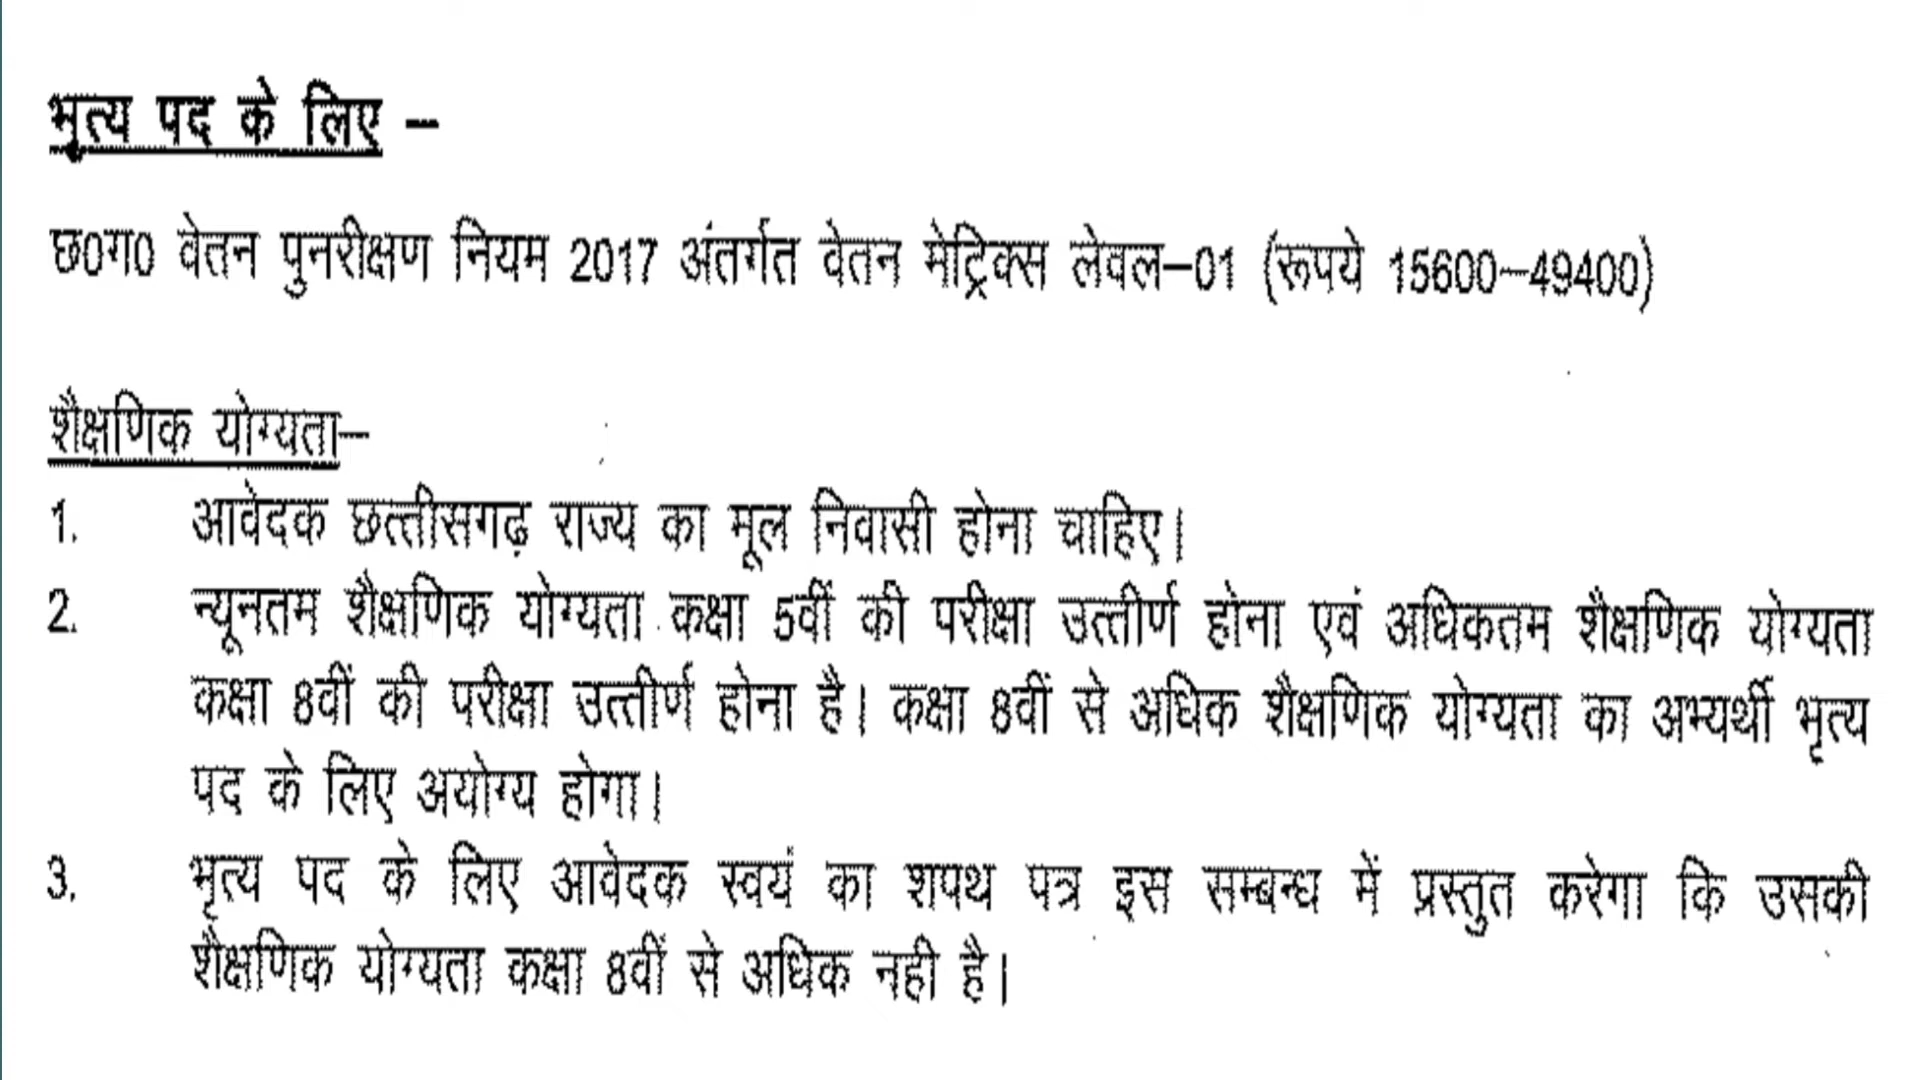 भृत्य पद के लिए –
छ0ग0 वेतन पुनरीक्षण नियम 2017 अंतर्गत वेतन मेट्रिक्स लेवल–01 (रूपये 15600–49400)
शैक्षणिक योग्यता–
1. आवेदक छत्तीसगढ़ राज्य का मूल निवासी होना चाहिए।
2. न्यूनतम शैक्षणिक योग्यता कक्षा 5वीं की परीक्षा उत्तीर्ण होना एवं अधिकतम शैक्षणिक योग्यता
कक्षा 8वीं की परीक्षा उत्तीर्ण होना है। कक्षा 8वीं से अधिक शैक्षणिक योग्यता का अभ्यर्थी भृत्य
पद के लिए अयोग्य होगा।
3. भृत्य पद के लिए आवेदक स्वयं का शपथ पत्र इस सम्बन्ध में प्रस्तुत करेगा कि उसकी
शैक्षणिक योग्यता कक्षा 8वीं से अधिक नही है।